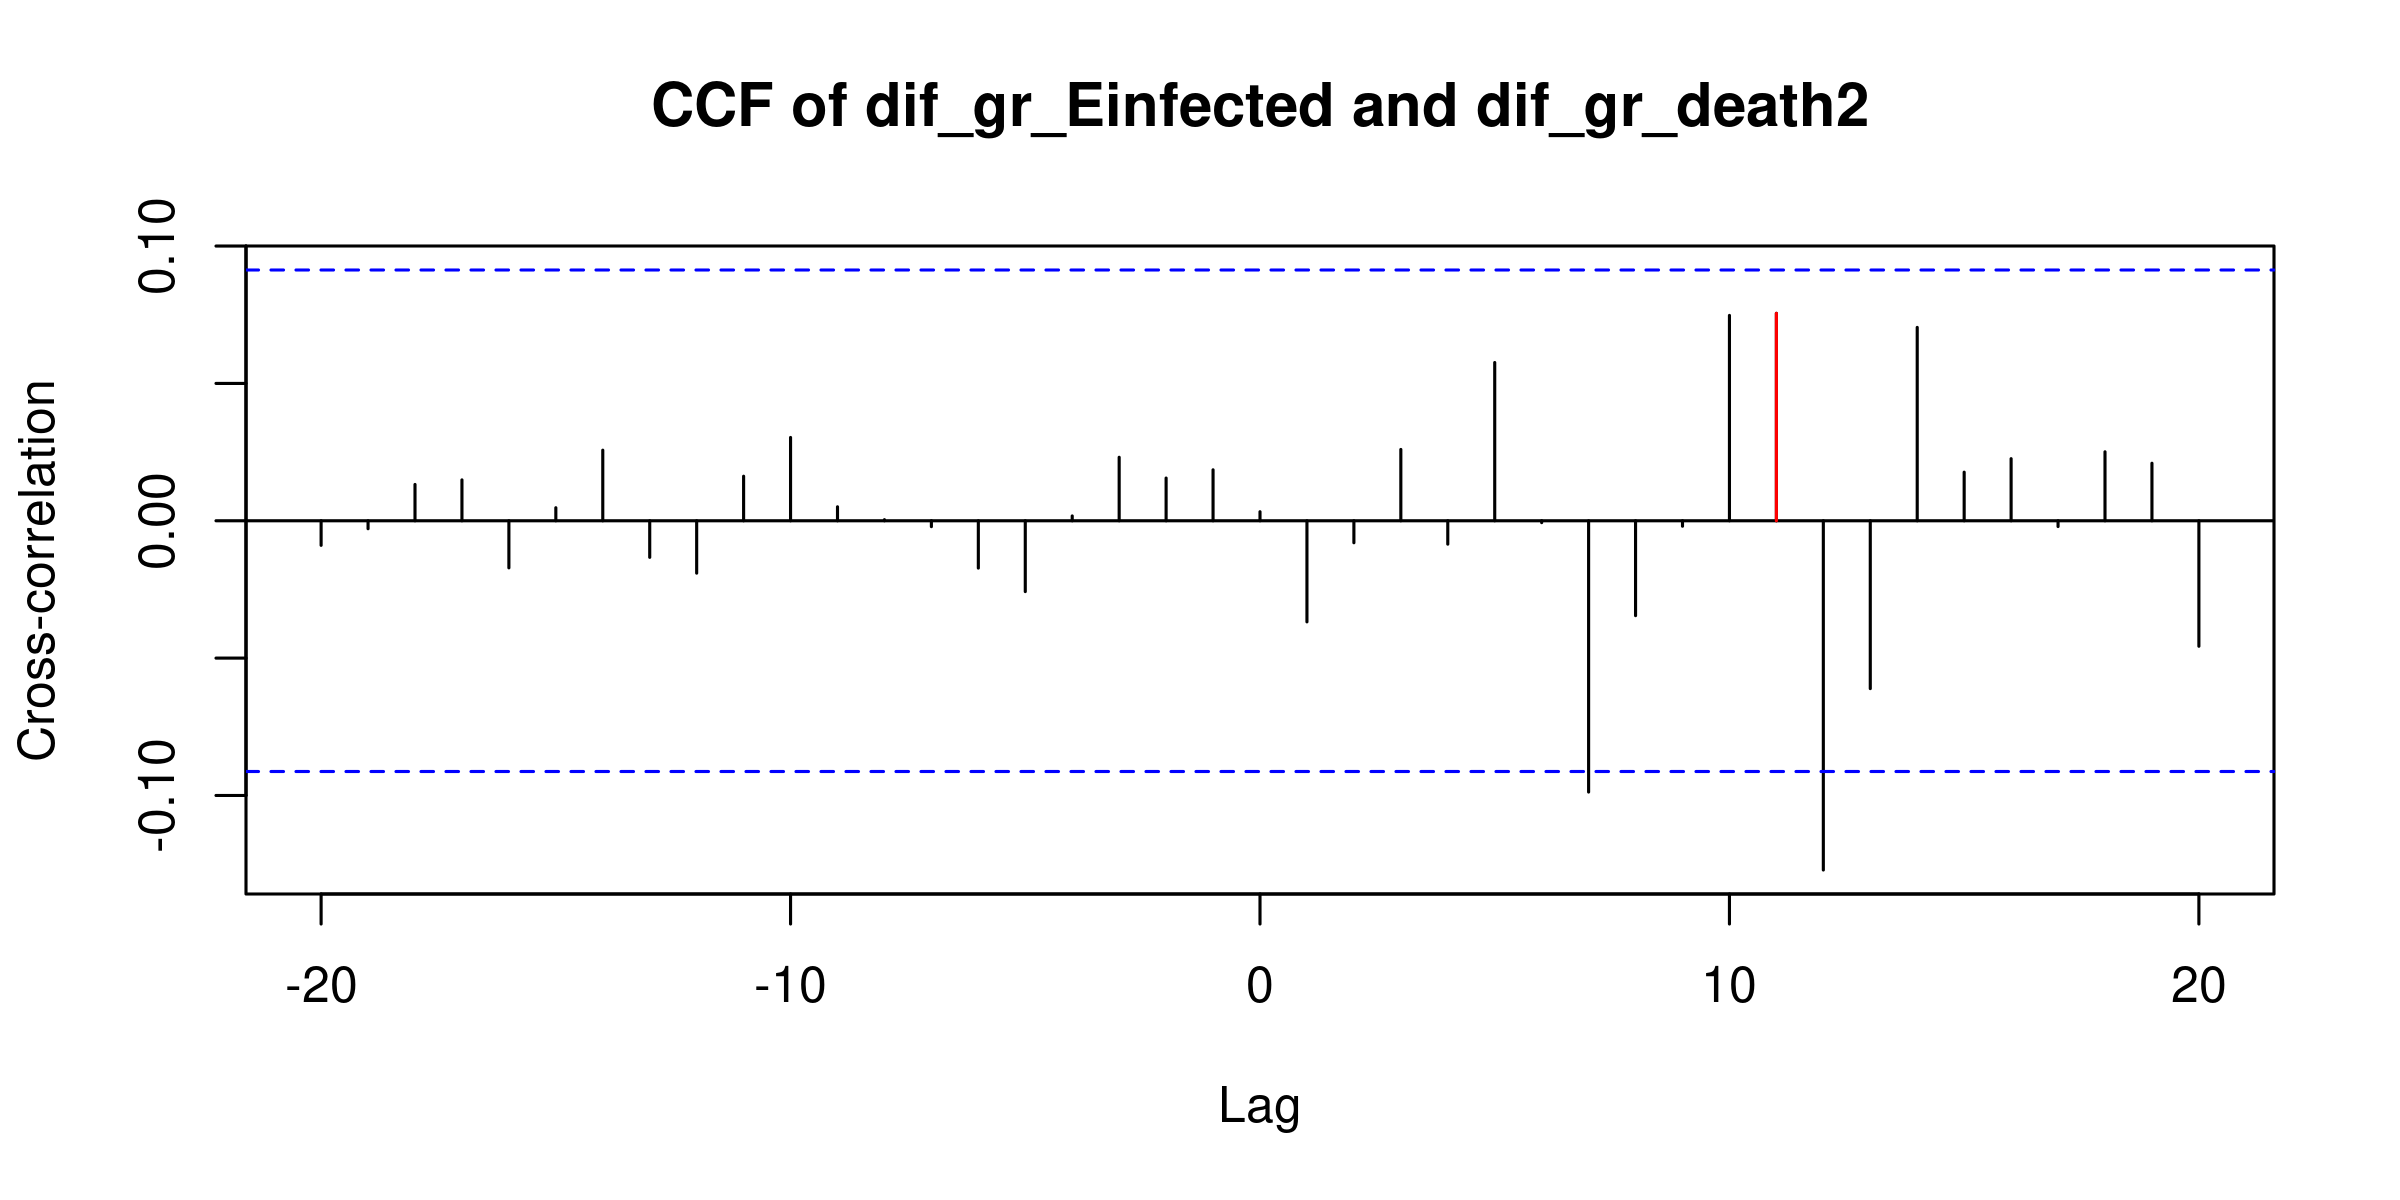 CCF of dif_gr_Einfected and dif_gr_death2
Cross-correlation
0.10
0.00
-0.10
-20 -10 0 10 20
Lag